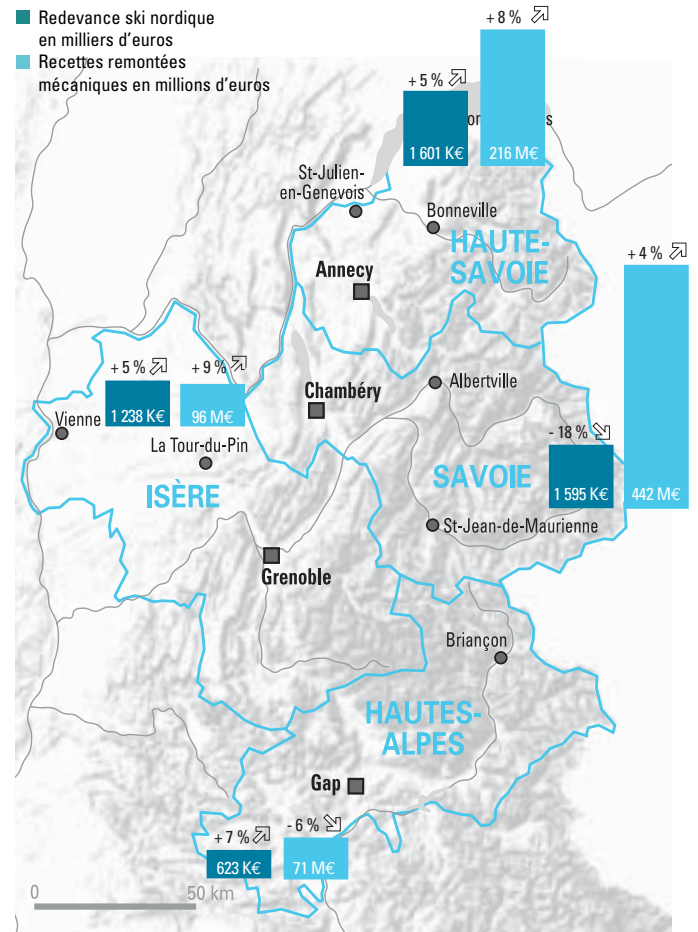 Redevance ski nordique
en milliers d'euros
Recettes remontées
mécaniques en millions d'euros
+ 8 %
+ 5 %
1 601 K€
216 M€
St-Julien-
en-Genevois
Bonneville
HAUTE-
SAVOIE
Annecy
+ 4 %
+ 5 %
+ 9 %
1 238 K€
96 M€
Vienne
La Tour-du-Pin
ISÈRE
Chambéry
Albertville
- 18 %
SAVOIE
1 595 K€
442 M€
St-Jean-de-Maurienne
Grenoble
Briançon
HAUTES-
ALPES
Gap
+ 7 %
- 6 %
623 K€
71 M€
0
50 km